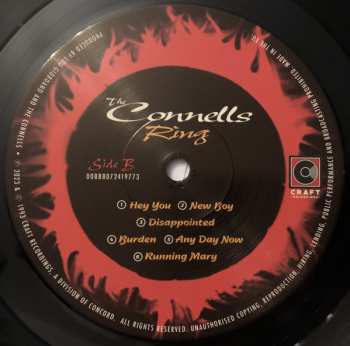 The
Connells
Ring
Side B
00888072419773
① Hey You ② New Boy
③ Disappointed
④ Burden ⑤ Any Day Now
⑥ Running Mary
C
CRAFT
RECORDINGS
℗ 1993 CRAFT RECORDINGS, A DIVISION OF CONCORD. ALL RIGHTS RESERVED. UNAUTHORISED COPYING, REPRODUCTION, HIRING, LENDING, PUBLIC PERFORMANCE AND BROADCASTING PROHIBITED. MADE IN THE EU